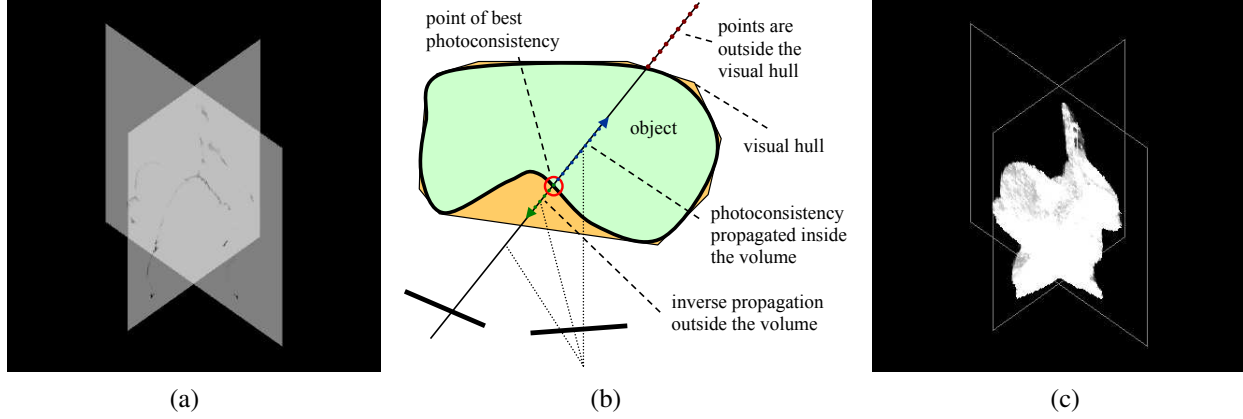 point of best
photoconsistency
points are
outside the
visual hull
object
visual hull
photoconsistency
propagated inside
the volume
inverse propagation
outside the volume
(a)
(b)
(c)